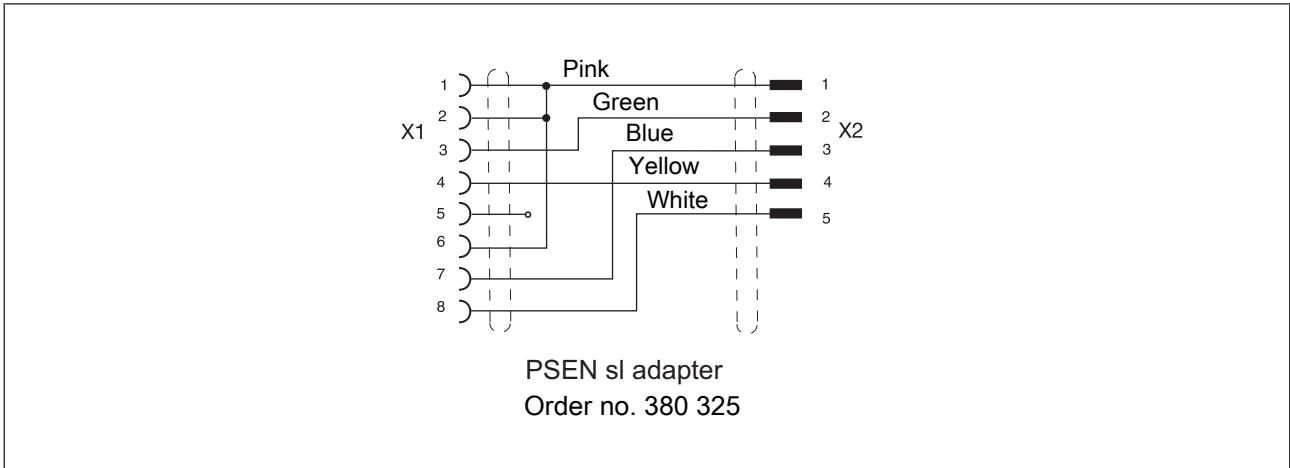 1 Pink 1
2 Green 2
X1 X2
3 Blue 3
4 Yellow 4
5 White 5
6
7
8
PSEN sl adapter
Order no. 380 325